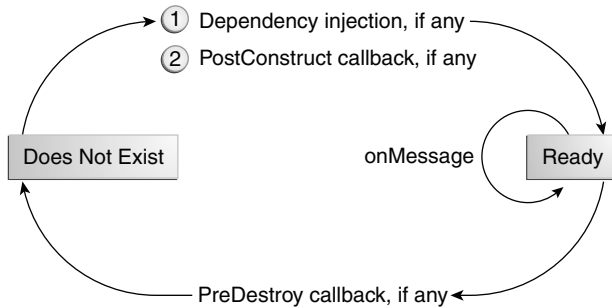 1 Dependency injection, if any
2 PostConstruct callback, if any
Does Not Exist
onMessage
Ready
PreDestroy callback, if any